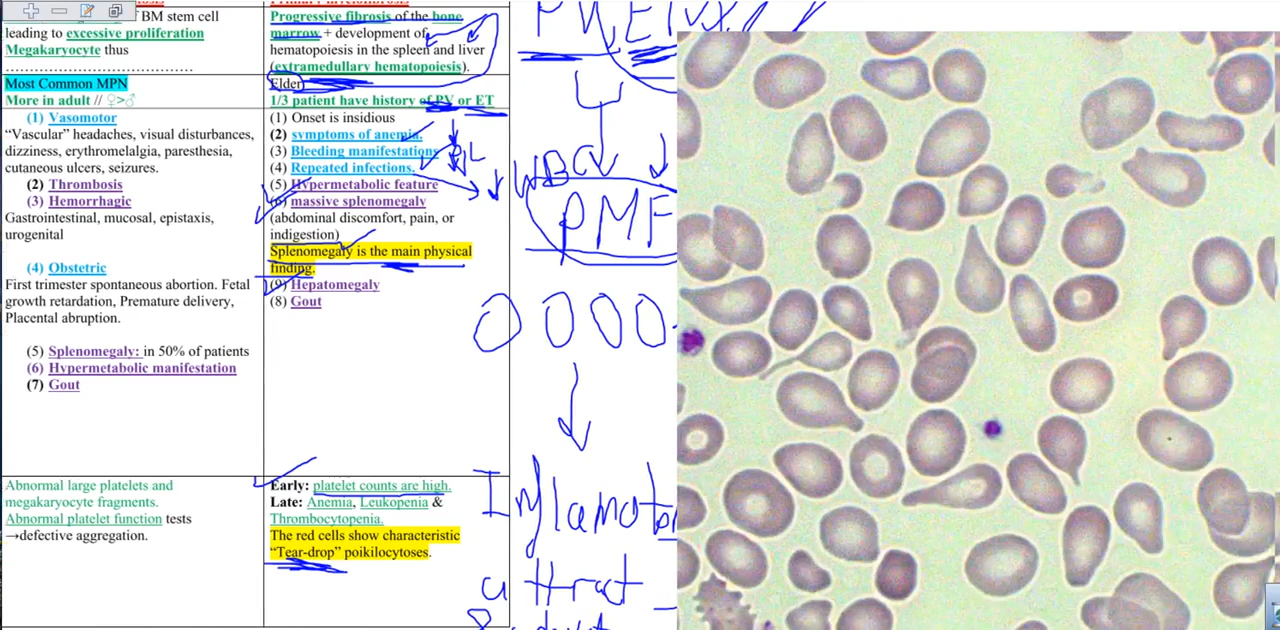 BM stem cell
leading to excessive proliferation
Megakaryocyte thus
Most Common MPN
More in adult // ♀>♂
(1) Vasomotor
“Vascular” headaches, visual disturbances,
dizziness, erythromelalgia, paresthesia,
cutaneous ulcers, seizures.
(2) Thrombosis
(3) Hemorrhagic
Gastrointestinal, mucosal, epistaxis,
urogenital
(4) Obstetric
First trimester spontaneous abortion. Fetal
growth retardation, Premature delivery,
Placental abruption.
(5) Splenomegaly: in 50% of patients
(6) Hypermetabolic manifestation
(7) Gout
Abnormal large platelets and
megakaryocyte fragments.
Abnormal platelet function tests
→defective aggregation.
Progressive fibrosis of the bone
marrow + development of
hematopoiesis in the spleen and liver
(extramedullary hematopoiesis).
Elder
1/3 patient have history of PV or ET
(1) Onset is insidious
(2) symptoms of anemia.
(3) Bleeding manifestations
(4) Repeated infections.
(5) Hypermetabolic feature
(6) massive splenomegaly
(abdominal discomfort, pain, or
indigestion)
Splenomegaly is the main physical
finding.
(9) Hepatomegaly
(8) Gout
Early: platelet counts are high.
Late: Anemia, Leukopenia &
Thrombocytopenia.
The red cells show characteristic
“Tear-drop” poikilocytoses.
WBC
PMF